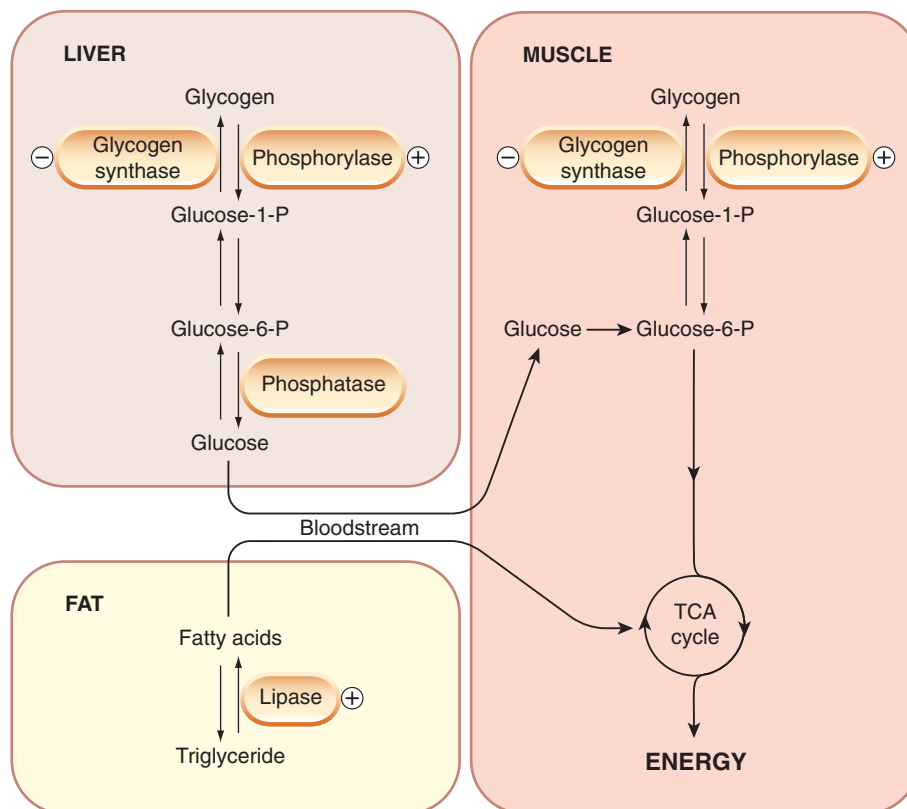 LIVER
Glycogen
−
Glycogen
synthase
Phosphorylase
+
Glucose-1-P
Glucose-6-P
Phosphatase
Glucose
Bloodstream
FAT
Fatty acids
Lipase
+
Triglyceride
MUSCLE
Glycogen
−
Glycogen
synthase
Phosphorylase
+
Glucose-1-P
Glucose
Glucose-6-P
TCA
cycle
ENERGY